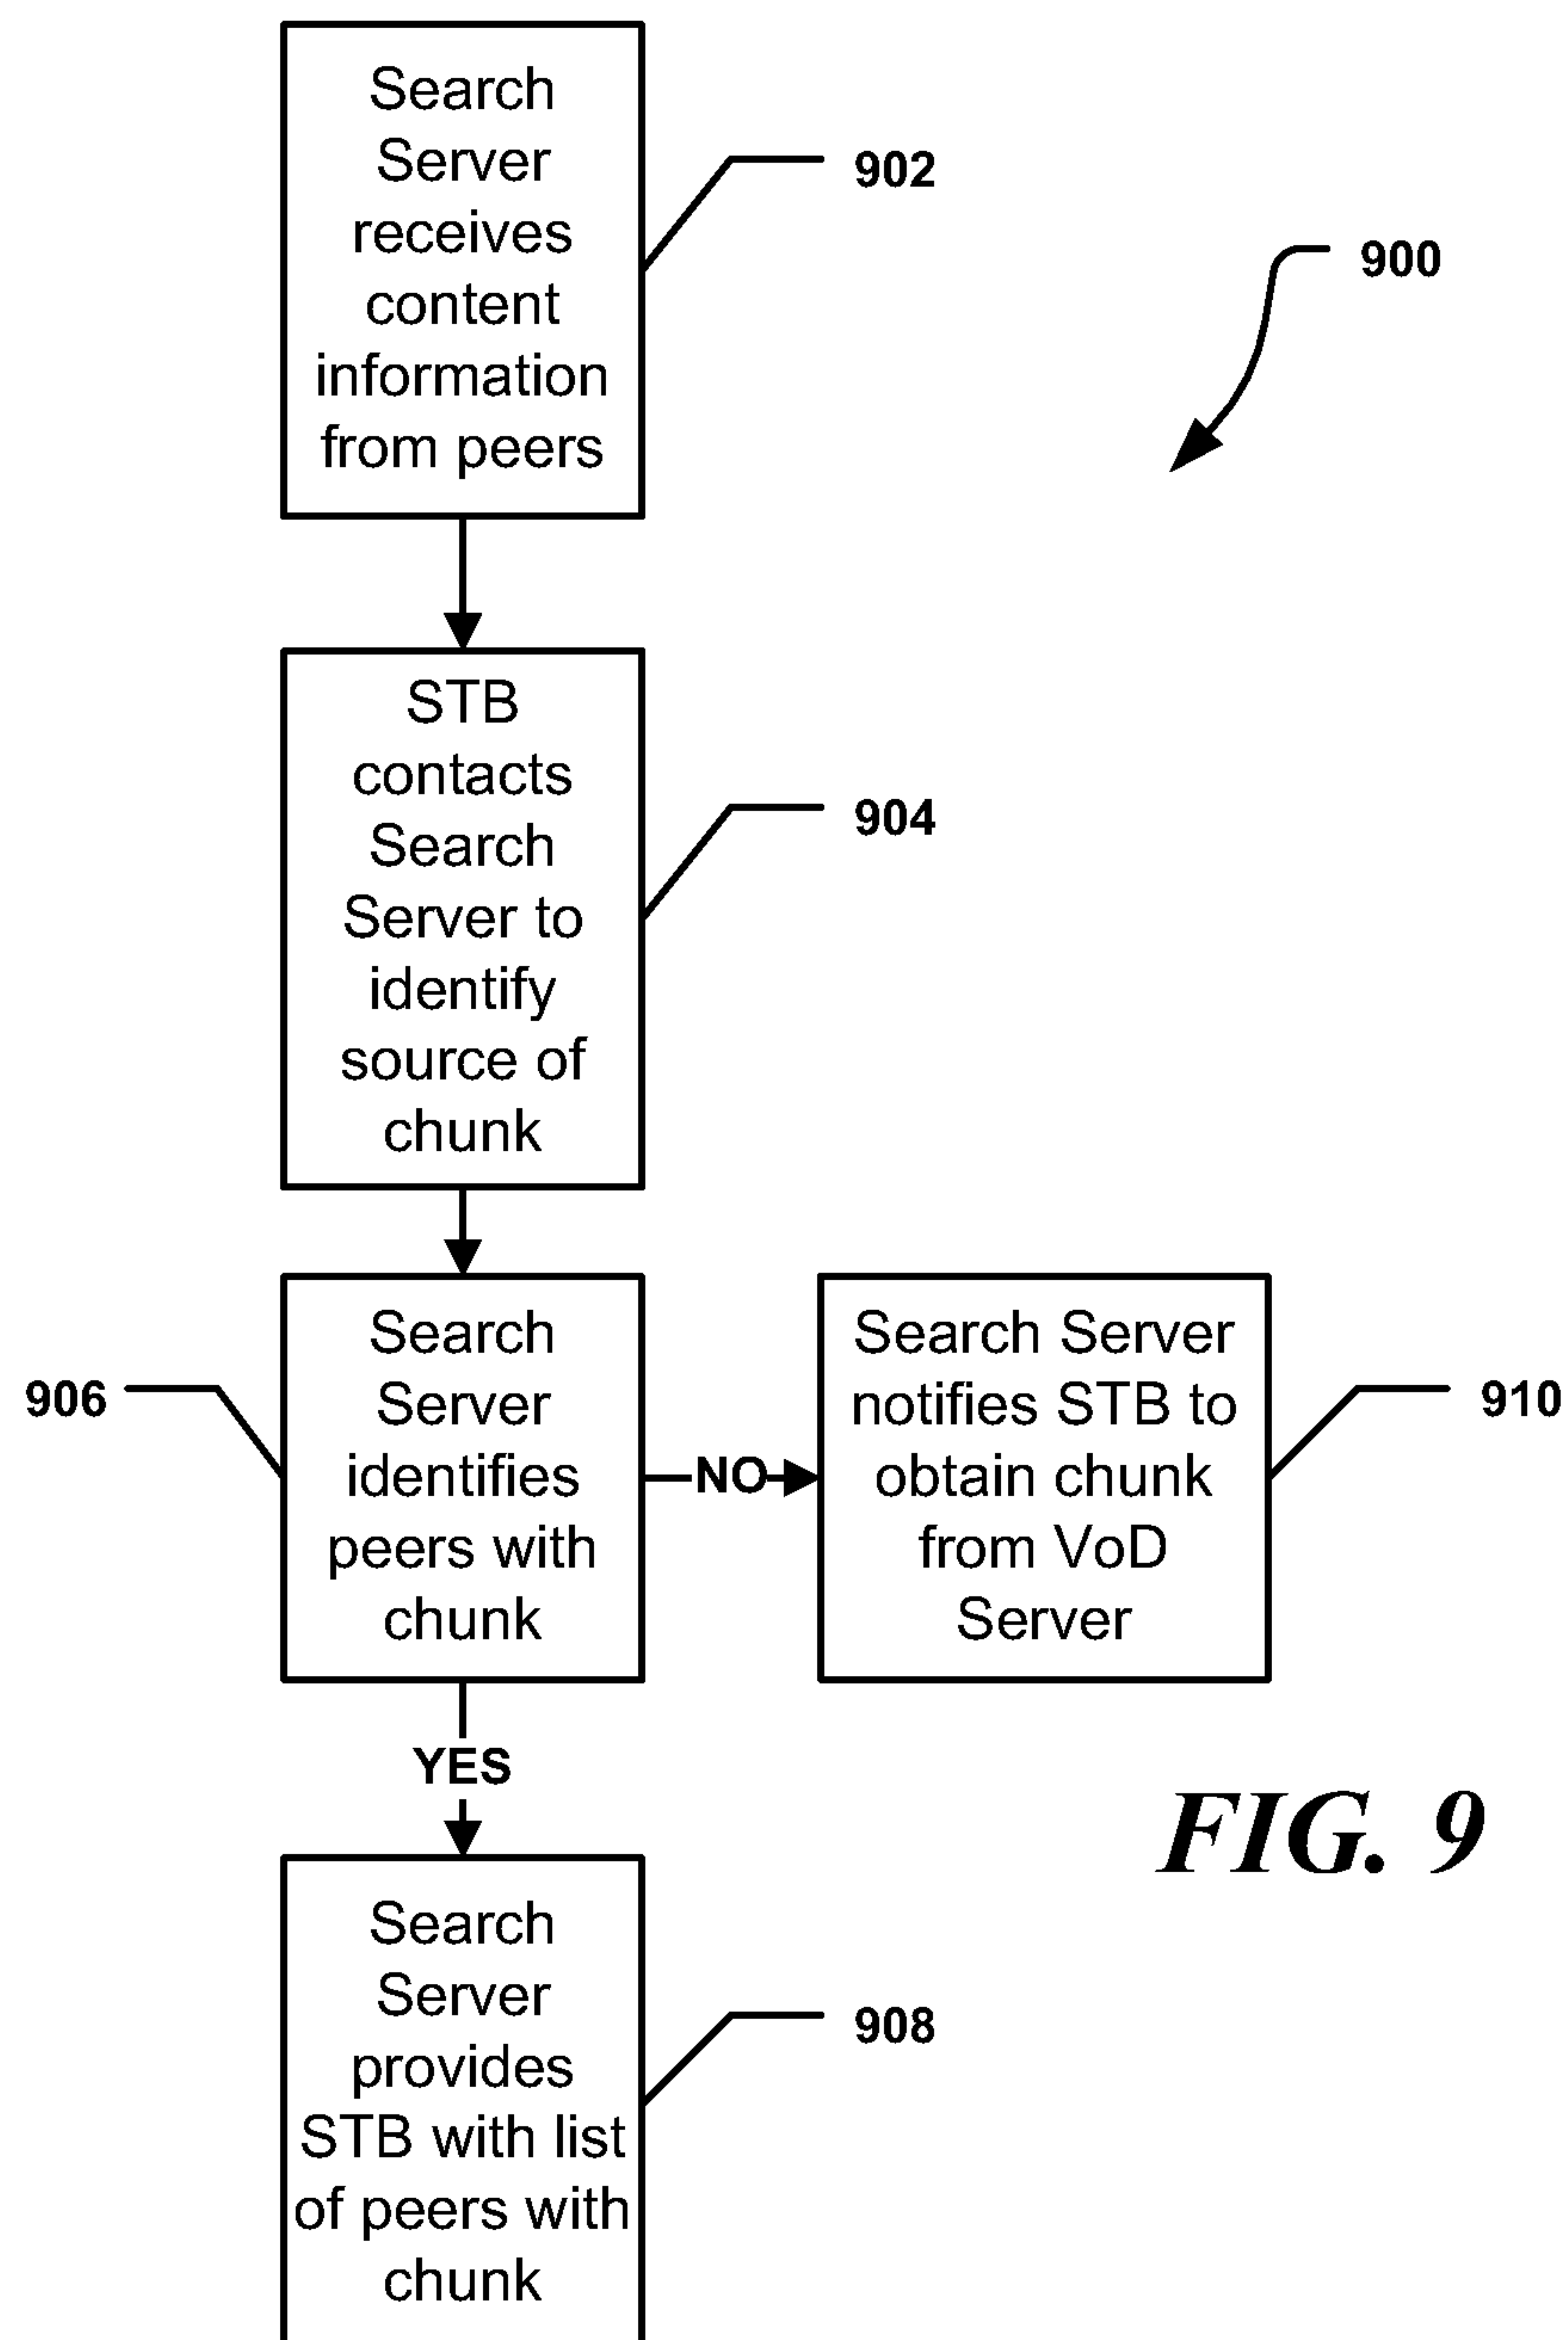 Search
Server
receives
content
information
from peers
902
900
STB
contacts
Search
Server to
identify
source of
chunk
904
906
Search
Server
identifies
peers with
chunk
NO
Search Server
notifies STB to
obtain chunk
from VoD
Server
910
YES
FIG. 9
Search
Server
provides
STB with list
of peers with
chunk
908